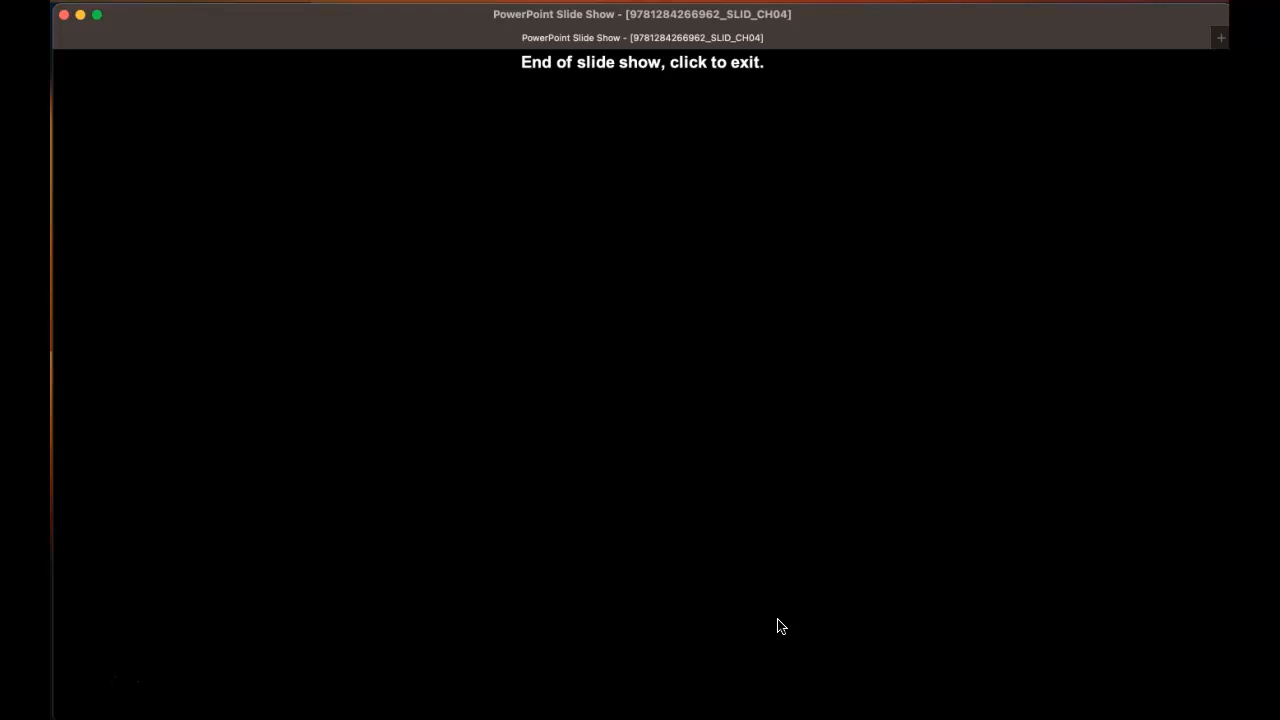 PowerPoint Slide Show - [9781284266962_SLID_CH04]
PowerPoint Slide Show - [9781284266962_SLID_CH04]
End of slide show, click to exit.